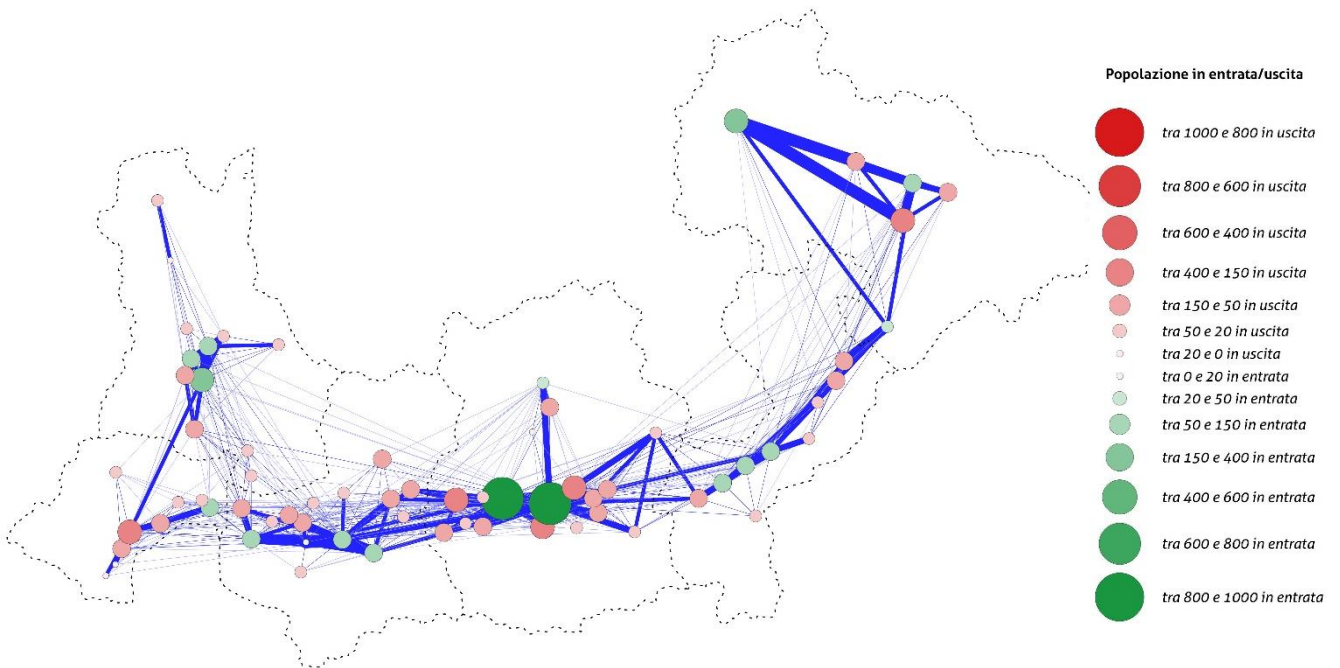 Popolazione in entrata/uscita
tra 1000 e 800 in uscita
tra 800 e 600 in uscita
tra 600 e 400 in uscita
tra 400 e 150 in uscita
tra 150 e 50 in uscita
tra 50 e 20 in uscita
tra 20 e 0 in uscita
tra 0 e 20 in entrata
tra 20 e 50 in entrata
tra 50 e 150 in entrata
tra 150 e 400 in entrata
tra 400 e 600 in entrata
tra 600 e 800 in entrata
tra 800 e 1000 in entrata